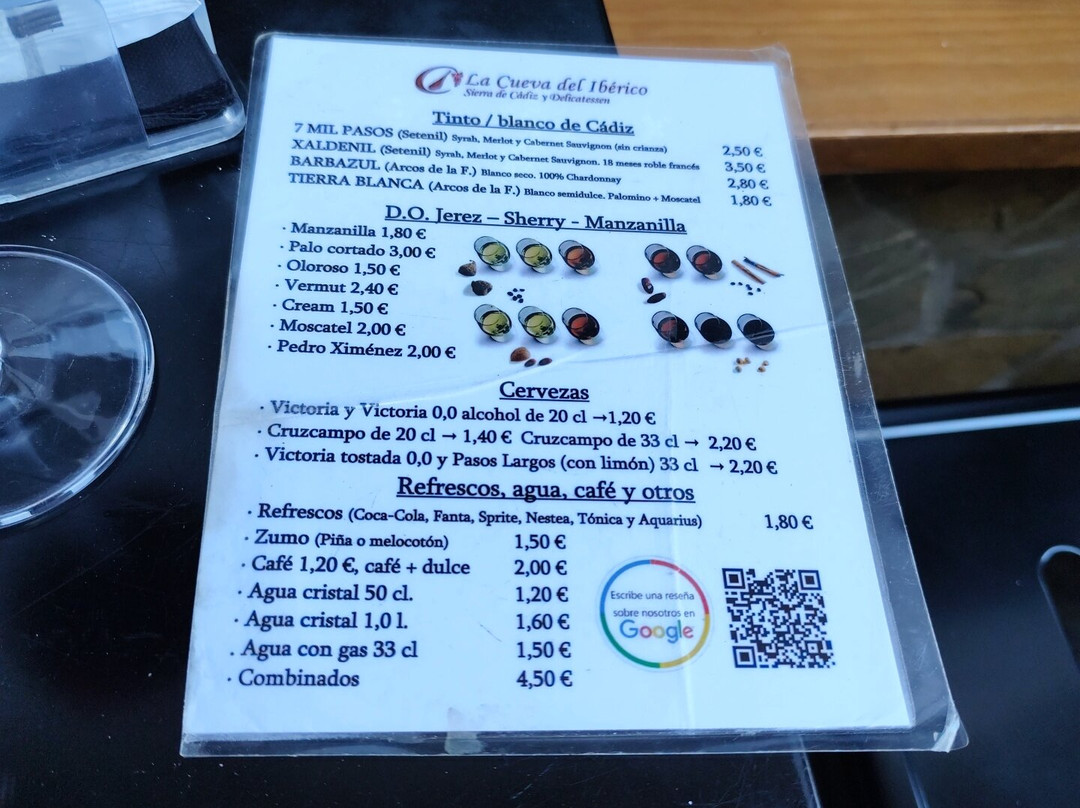 La Cueva del Ibérico
Sierra de Cádiz y Delicatessen
Tinto / blanco de Cádiz
7 MIL PASOS (Setenil) Syrah, Merlot y Cabernet Sauvignon (sin crianza) 2,50 €
XALDENIL (Setenil) Syrah, Merlot y Cabernet Sauvignon. 18 meses roble francés 3,50 €
BARBAZUL (Arcos de la F.) Blanco seco. 100% Chardonnay 2,80 €
TIERRA BLANCA (Arcos de la F.) Blanco semidulce. Palomino + Moscatel 1,80 €
D.O. Jerez – Sherry - Manzanilla
· Manzanilla 1,80 €
· Palo cortado 3,00 €
· Oloroso 1,50 €
· Vermut 2,40 €
· Cream 1,50 €
· Moscatel 2,00 €
· Pedro Ximénez 2,00 €
Cervezas
· Victoria y Victoria 0,0 alcohol de 20 cl →1,20 €
· Cruzcampo de 20 cl → 1,40 € Cruzcampo de 33 cl → 2,20 €
· Victoria tostada 0,0 y Pasos Largos (con limón) 33 cl → 2,20 €
Refrescos, agua, café y otros
· Refrescos (Coca-Cola, Fanta, Sprite, Nestea, Tónica y Aquarius) 1,80 €
· Zumo (Piña o melocotón) 1,50 €
· Café 1,20 €, café + dulce 2,00 €
· Agua cristal 50 cl. 1,20 €
· Agua cristal 1,0 l. 1,60 €
. Agua con gas 33 cl 1,50 €
· Combinados 4,50 €
Escribe una reseña
sobre nosotros en
Google